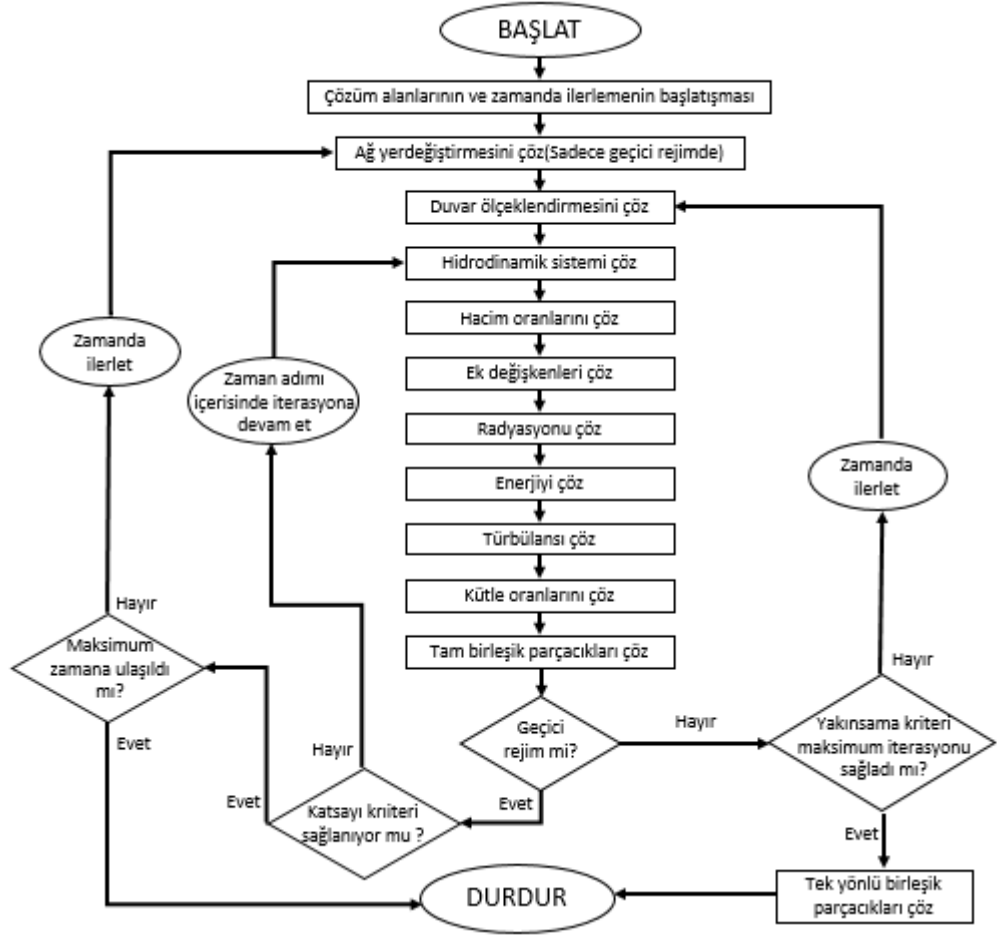 BAŞLAT
Çözüm alanlarının ve zamanda ilerlemenin başlatışması
Ağ yerdeğiştirmesini çöz(Sadece geçici rejimde)
Duvar ölçeklendirmesini çöz
Hidrodinamik sistemi çöz
Hacim oranlarını çöz
Zamanda
ilerlet
Ek değişkenleri çöz
Zaman adımı
içerisinde iterasyona
devam et
Radyasyonu çöz
Zamanda
ilerlet
Enerjiyi çöz
Türbülansı çöz
Kütle oranlarını çöz
Hayır
Tam birleşik parçacıkları çöz
Maksimum
zamana ulaşıldı
mı?
Hayır
Evet
Geçici
rejim mi?
Hayır
Yakınsama kriteri
maksimum iterasyonu
sağladı mı?
Hayır
Evet
Evet
Katsayı kriiteri
sağlanıyor mu ?
Evet
Tek yönlü birleşik
parçacıkları çöz
DURDUR